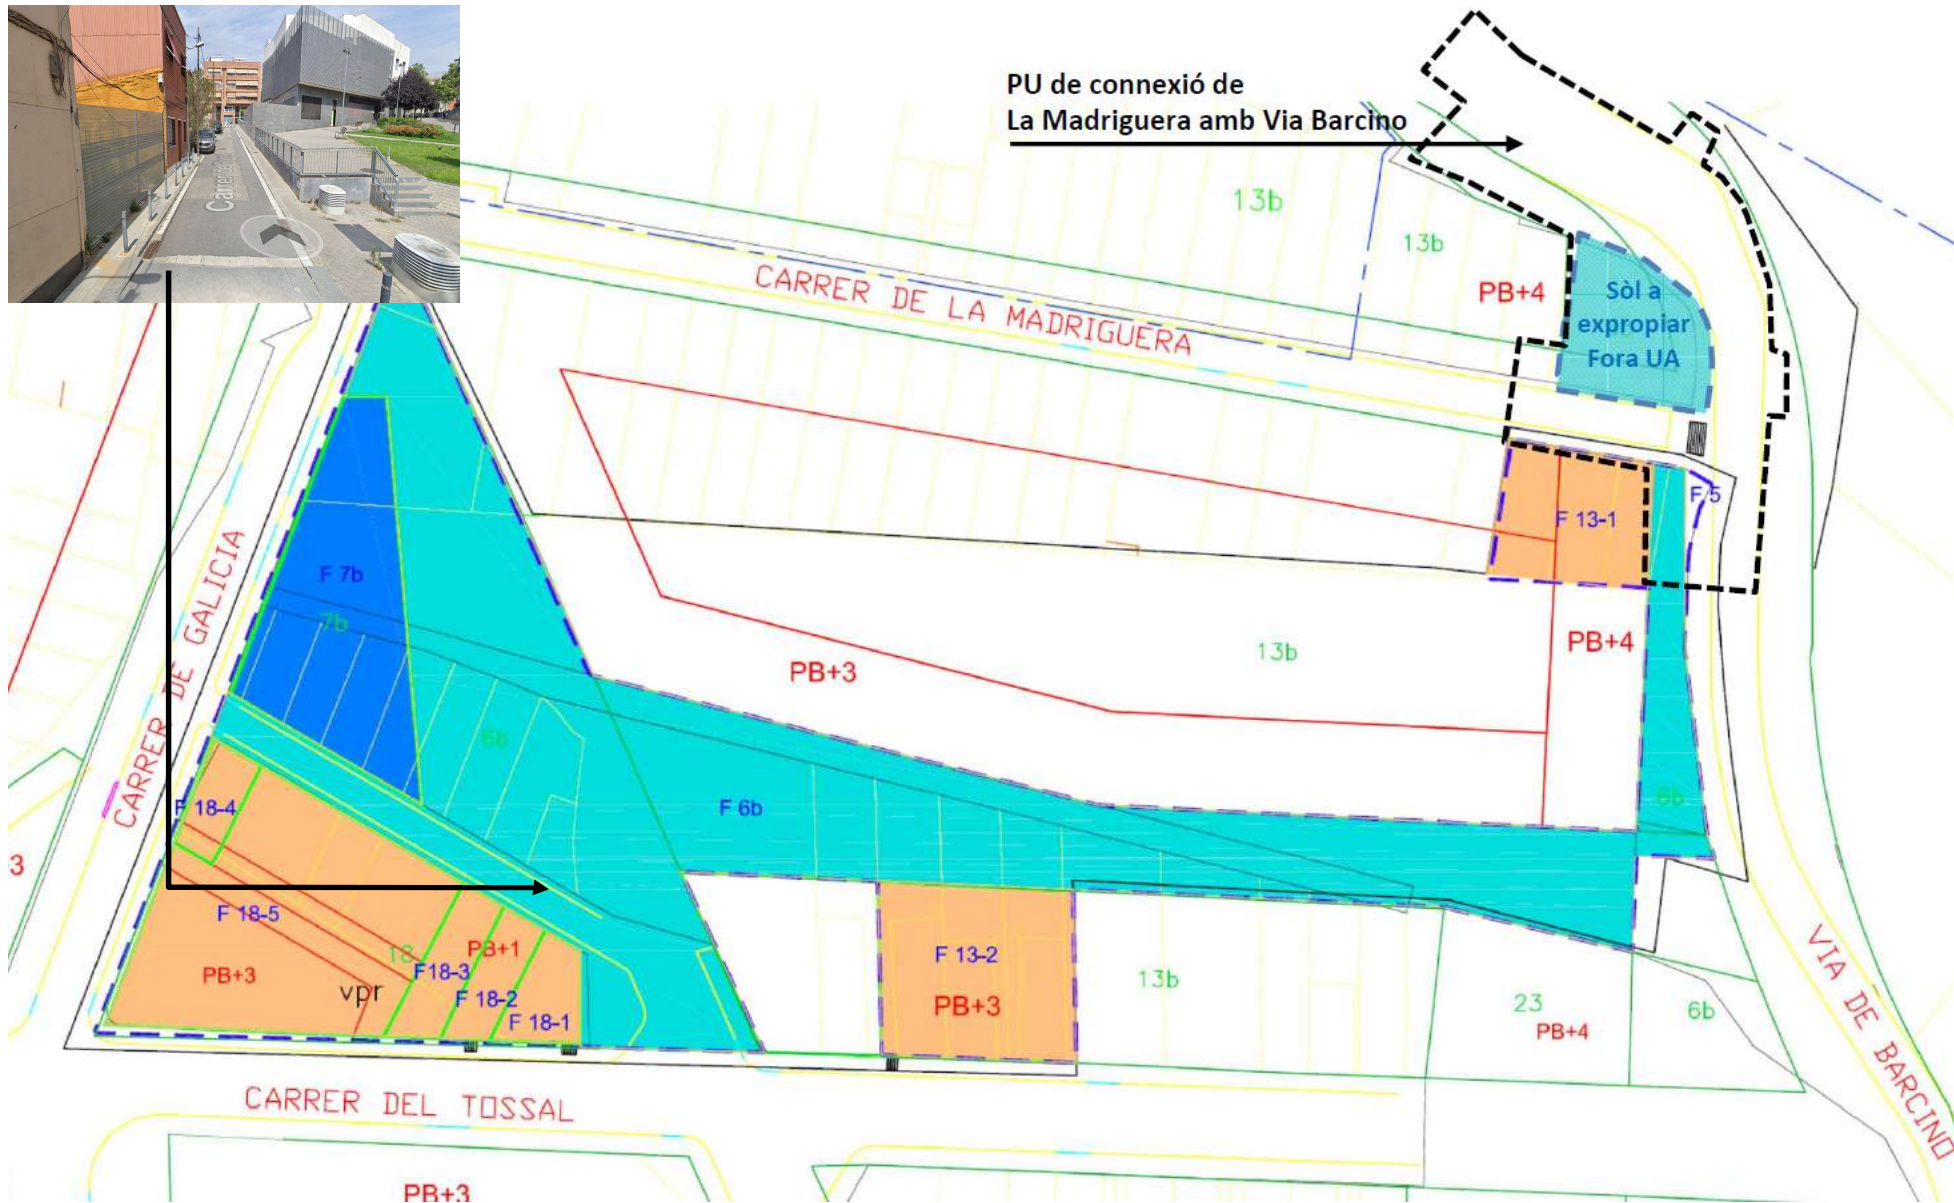 PU de connexió de
La Madriguera amb Via Barcino
13b
13b
CARRER DE LA MADRIGUERA
PB+4
Sòl a
expropiar
Fora UA
F 5
F 13-1
F 7b
7b
CARRER DE GALICIA
PB+3
13b
PB+4
6b
F 6b
6b
F 18-4
3
F 18-5
18
PB+1
F 18-3
PB+3
vpr
F 18-2
F 18-1
F 13-2
PB+3
13b
23
PB+4
6b
VIA DE BARCINO
CARRER DEL TOSSAL
PB+3